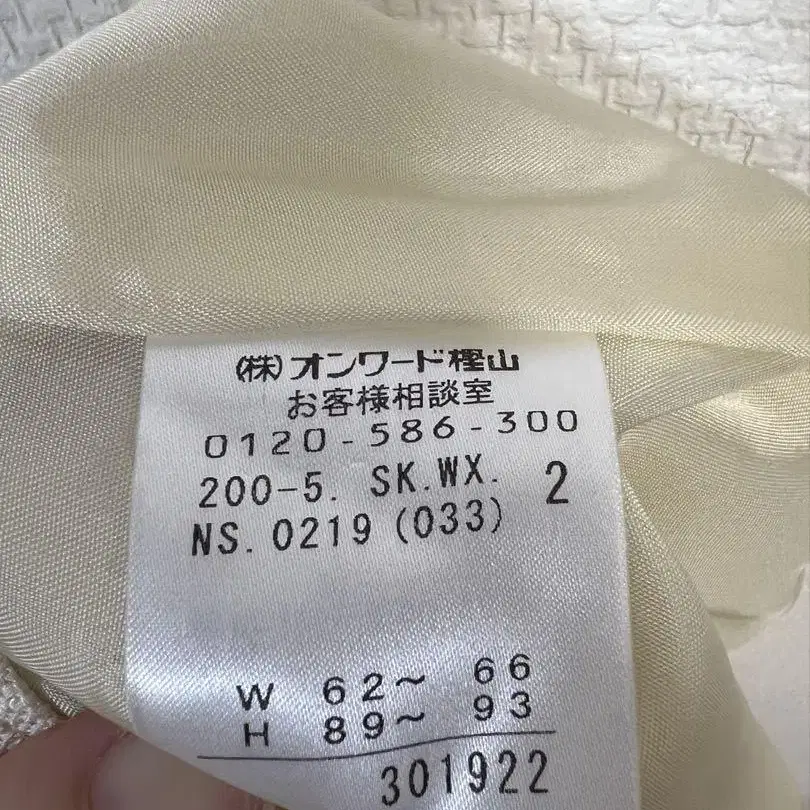 (株)オンワード樫山
お客様相談室
0120-586-300
200-5. SK.WX. 2
NS.0219(033)
W 62~ 66
H 89~ 93
301922